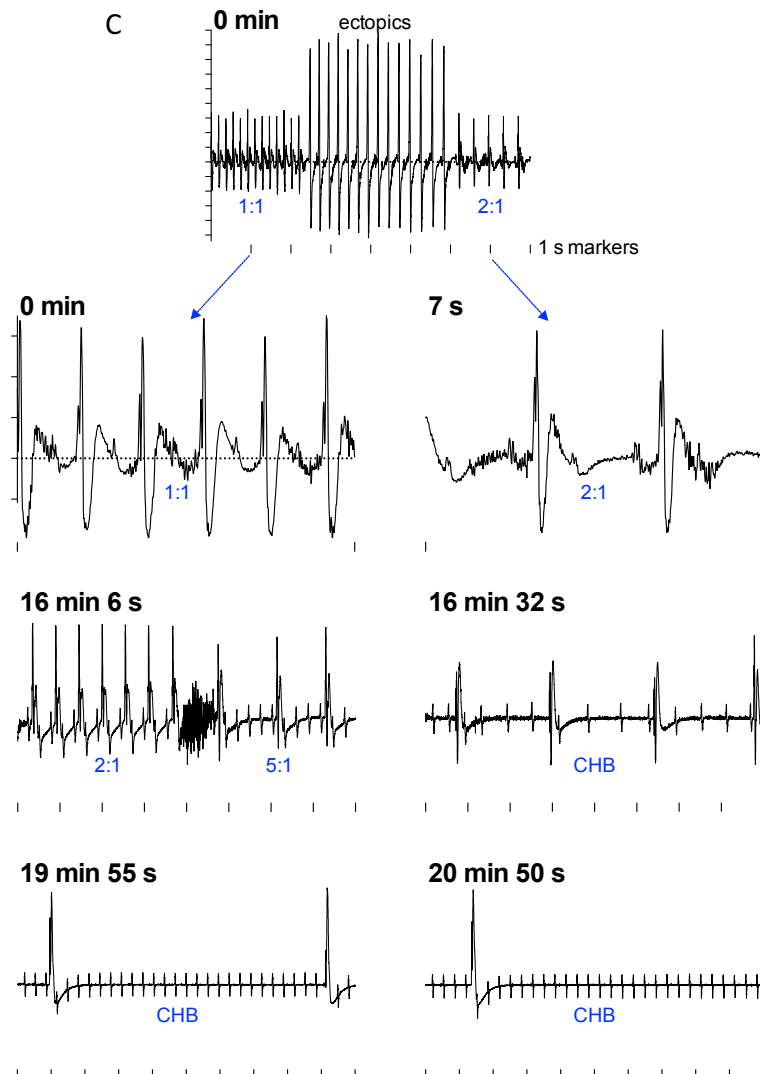 C
0 min
ectopics
1:1
2:1
1 s markers
0 min
7 s
1:1
2:1
16 min 6 s
16 min 32 s
2:1
5:1
CHB
19 min 55 s
20 min 50 s
CHB
CHB